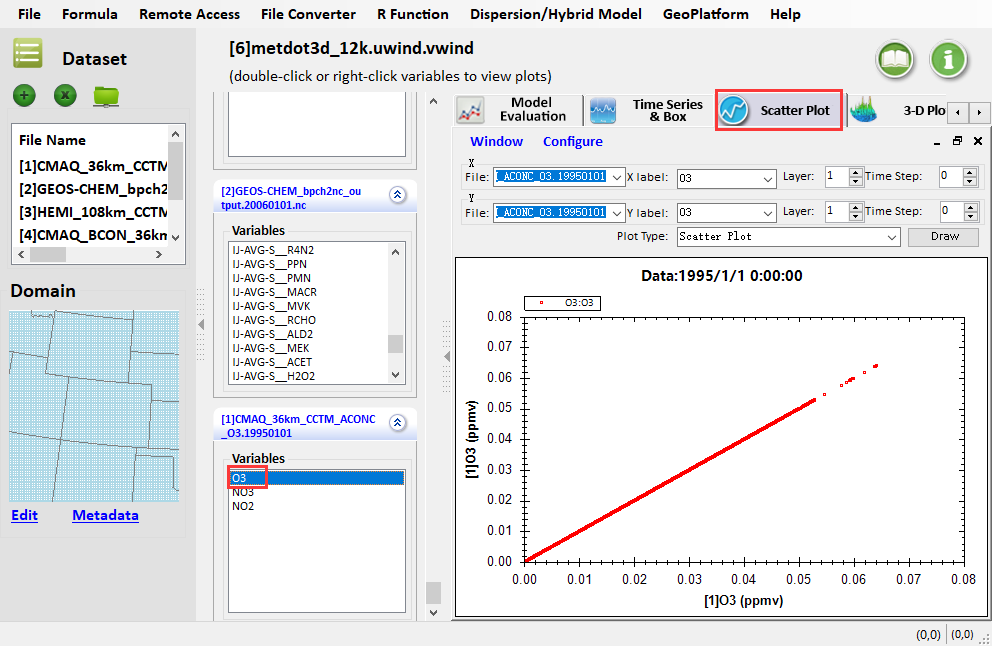 File Formula Remote Access File Converter R Function Dispersion/Hybrid Model GeoPlatform Help
Dataset
File Name
[1]CMAQ_36km_CCTM
[2]GEOS-CHEM_bpch2
[3]HEMI_108km_CCTM
[4]CMAQ_BCON_36km
Domain
Edit Metadata
[6]metdot3d_12k.uwind.vwind
(double-click or right-click variables to view plots)
[2]GEOS-CHEM_bpch2nc_ou
tput.20060101.nc
Variables
IJ-AVG-S__R4N2
IJ-AVG-S__PPN
IJ-AVG-S__PMN
IJ-AVG-S__MACR
IJ-AVG-S__MVK
IJ-AVG-S__RCHO
IJ-AVG-S__ALD2
IJ-AVG-S__MEK
IJ-AVG-S__ACET
IJ-AVG-S__H2O2
[1]CMAQ_36km_CCTM_ACONC
_O3.19950101
Variables
O3
NO3
NO2
Model
Evaluation
Time Series
& Box
Scatter Plot
3-D Plo
Window Configure
X
File: _ACONC_O3.19950101 X label: O3 Layer: 1 Time Step: 0
Y
File: _ACONC_O3.19950101 Y label: O3 Layer: 1 Time Step: 0
Plot Type: Scatter Plot Draw
Data:1995/1/1 0:00:00
O3:O3
0.08
0.07
0.06
0.05
0.04
0.03
0.02
0.01
0.00
[1]O3 (ppmv)
0.00 0.01 0.02 0.03 0.04 0.05 0.06 0.07 0.08
[1]O3 (ppmv)
(0,0) (0,0)